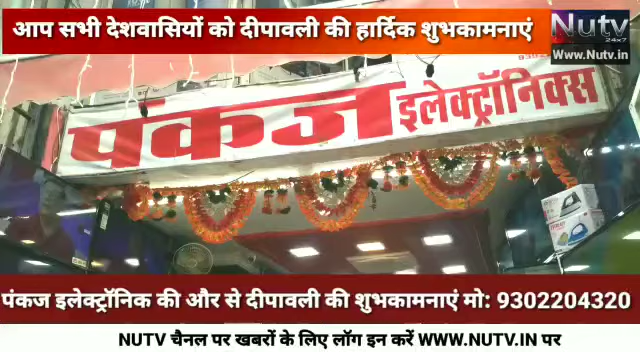 आप सभी देशवासियों को दीपावली की हार्दिक शुभकामनाएं
Nutv
24x7
Www.Nutv.in
पंकज इलेक्ट्रॉनिक्स
पंकज इलेक्ट्रॉनिक की और से दीपावली की शुभकामनाएं मो: 9302204320
NUTV चैनल पर खबरों के लिए लॉग इन करें WWW.NUTV.IN पर